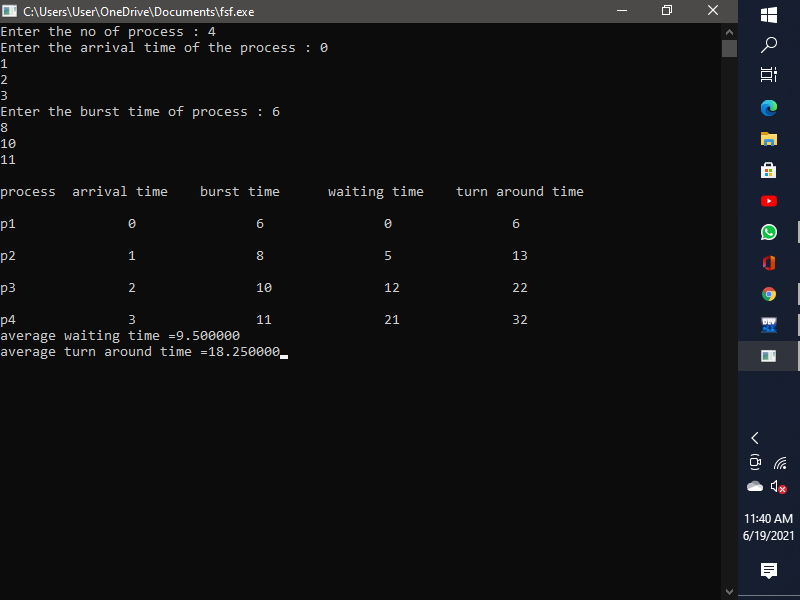 C:\Users\User\OneDrive\Documents\fsf.exe
Enter the no of process : 4
Enter the arrival time of the process : 0
1
2
3
Enter the burst time of process : 6
8
10
11
process  arrival time    burst time      waiting time    turn around time
p1              0               6               0               6
p2              1               8               5               13
p3              2               10              12              22
p4              3               11              21              32
average waiting time =9.500000
average turn around time =18.250000
DEV
11:40 AM
6/19/2021